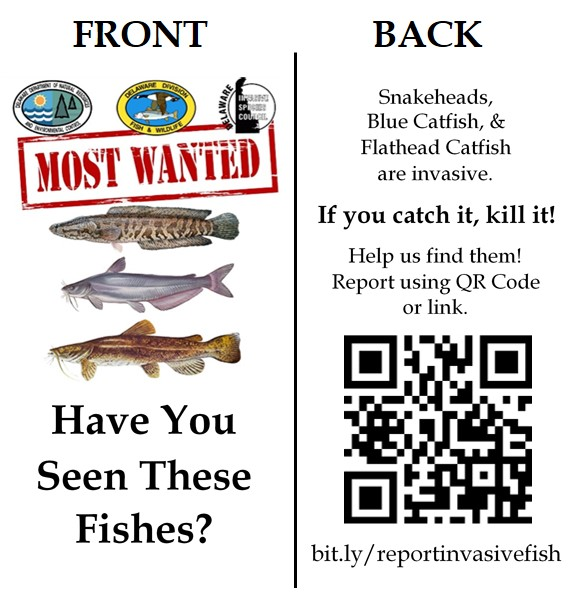 FRONT
DELAWARE DEPARTMENT OF NATURAL RESOURCES
AND ENVIRONMENTAL CONTROL
DELAWARE DIVISION
FISH & WILDLIFE
DELAWARE
INVASIVE
SPECIES
COUNCIL
MOST WANTED
Have You
Seen These
Fishes?
BACK
Snakeheads,
Blue Catfish, &
Flathead Catfish
are invasive.
If you catch it, kill it!
Help us find them!
Report using QR Code
or link.
bit.ly/reportinvasivefish